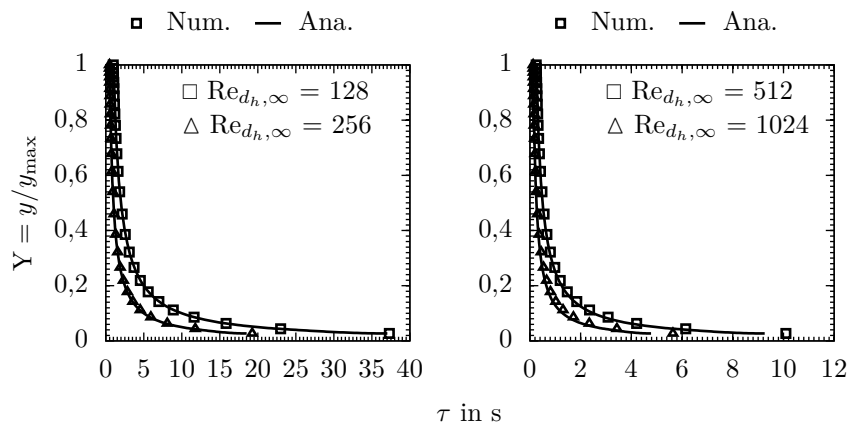 □ Num. — Ana.
□ Num. — Ana.
Y = y/y_max
1
0,8
0,6
0,4
0,2
0
□ Re_{d_h,∞} = 128
△ Re_{d_h,∞} = 256
0 5 10 15 20 25 30 35 40
1
0,8
0,6
0,4
0,2
0
□ Re_{d_h,∞} = 512
△ Re_{d_h,∞} = 1024
0 2 4 6 8 10 12
τ in s